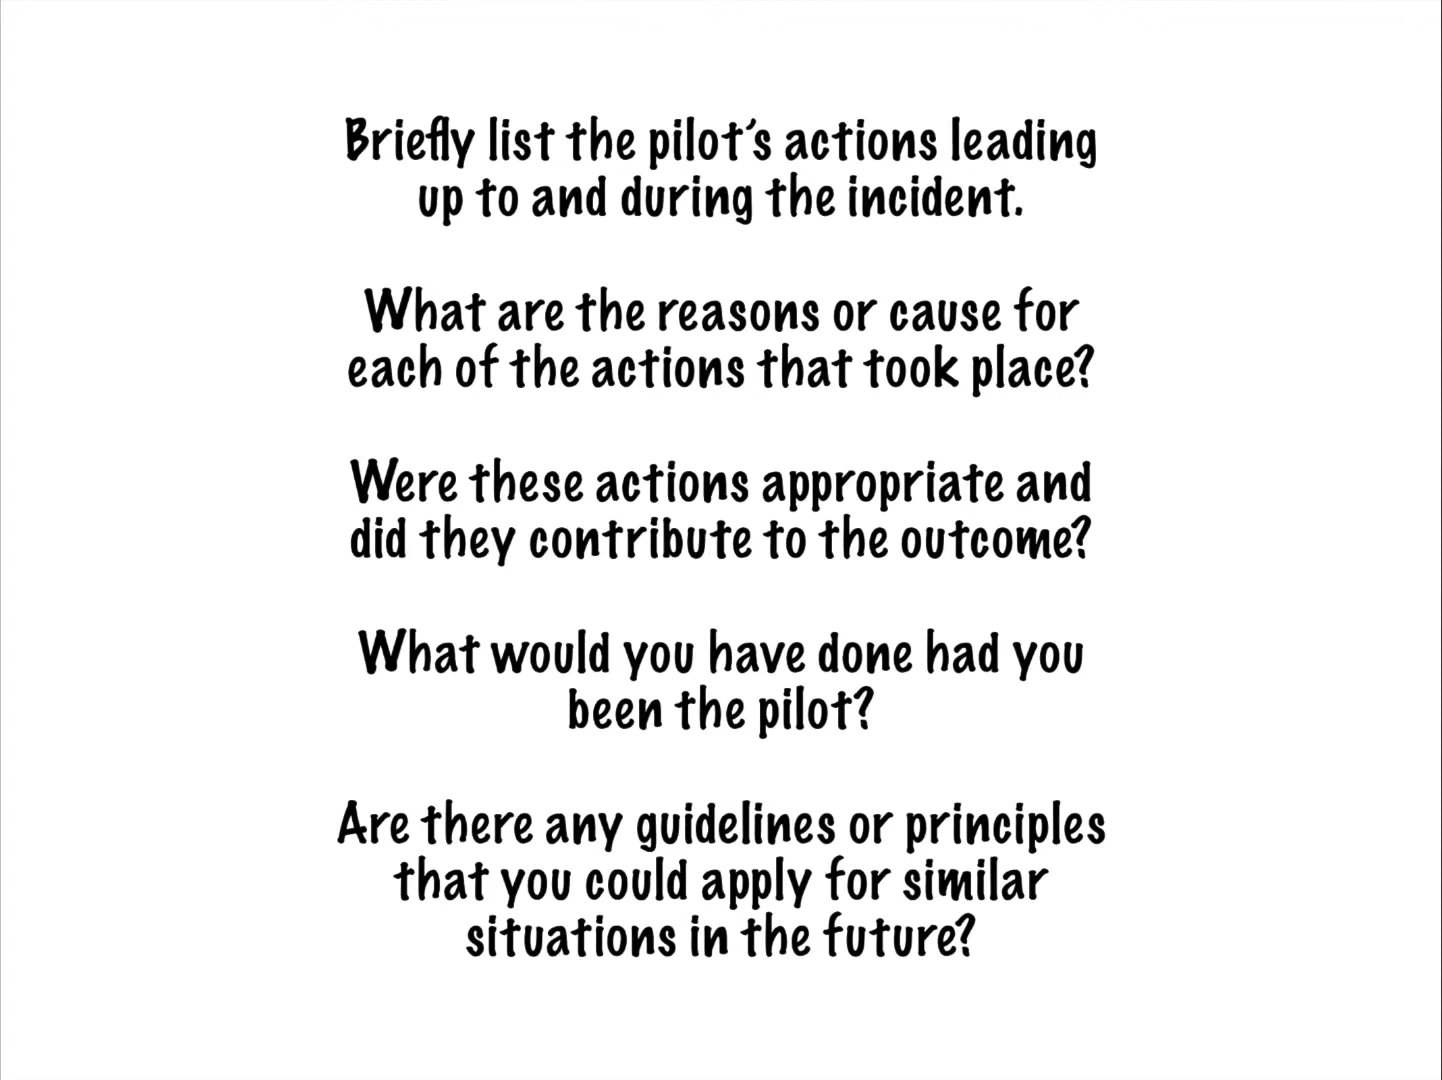 Briefly list the pilot's actions leading
up to and during the incident.
What are the reasons or cause for
each of the actions that took place?
Were these actions appropriate and
did they contribute to the outcome?
What would you have done had you
been the pilot?
Are there any guidelines or principles
that you could apply for similar
situations in the future?